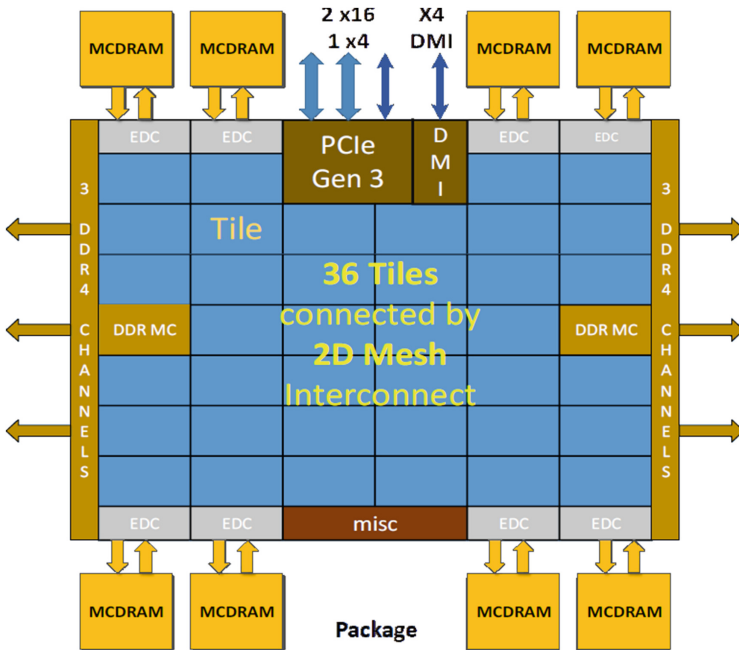 2 x16
1 x4
X4
DMI
MCDRAM
MCDRAM
MCDRAM
MCDRAM
EDC
EDC
PCIe
Gen 3
D
M
I
EDC
EDC
3 DDR4 CHANNELS
Tile
36 Tiles
connected by
2D Mesh
Interconnect
DDR MC
DDR MC
3 DDR4 CHANNELS
EDC
EDC
misc
EDC
EDC
MCDRAM
MCDRAM
MCDRAM
MCDRAM
Package